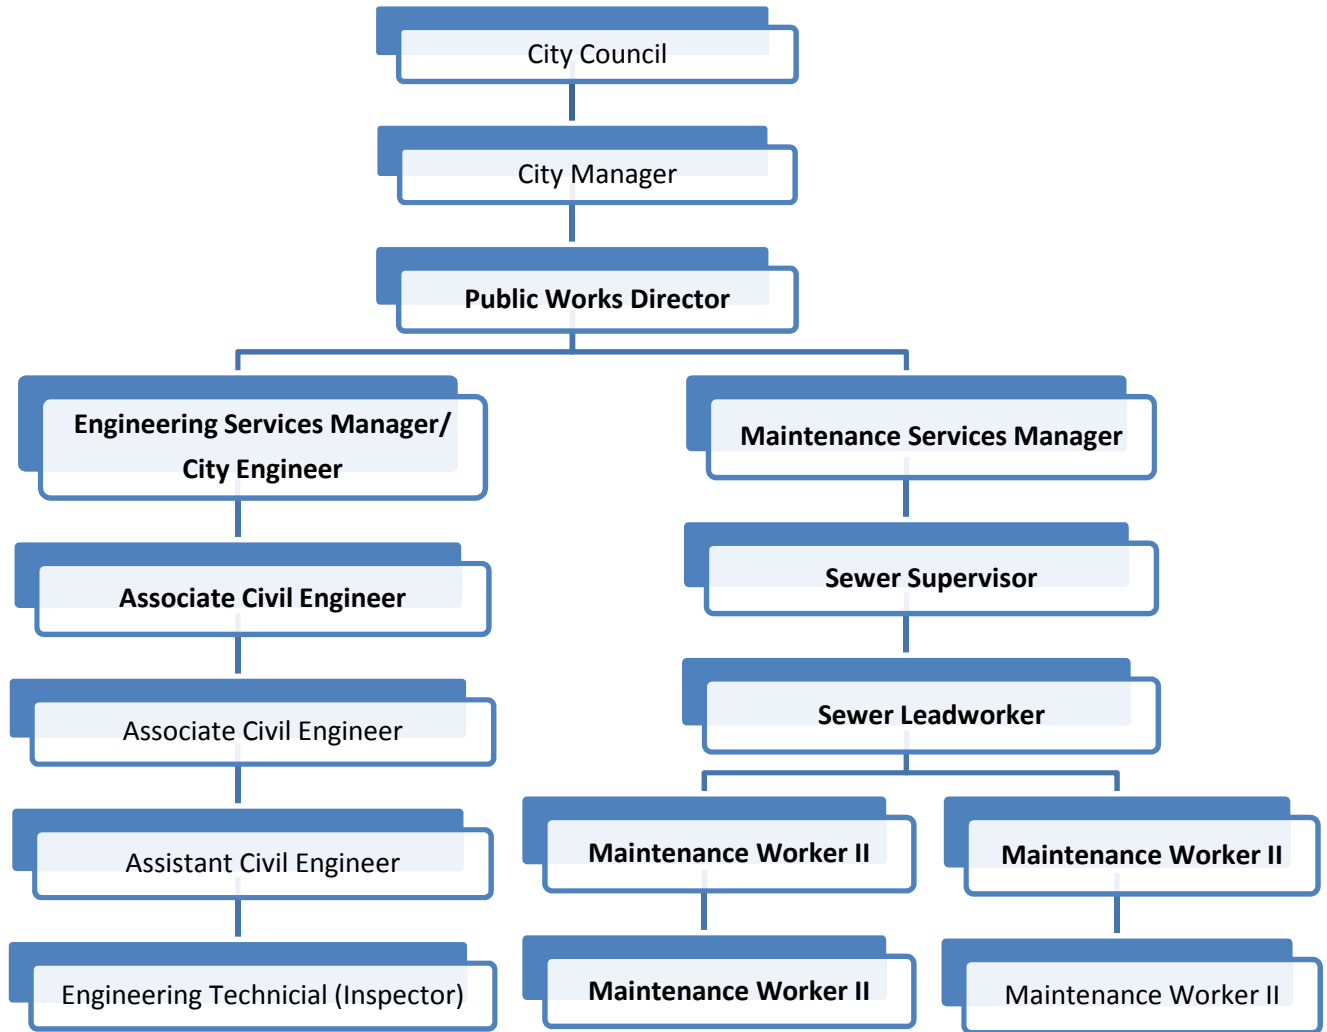 City Council
City Manager
Public Works Director
Engineering Services Manager/
City Engineer
Maintenance Services Manager
Associate Civil Engineer
Sewer Supervisor
Associate Civil Engineer
Sewer Leadworker
Assistant Civil Engineer
Maintenance Worker II
Maintenance Worker II
Engineering Technicial (Inspector)
Maintenance Worker II
Maintenance Worker II